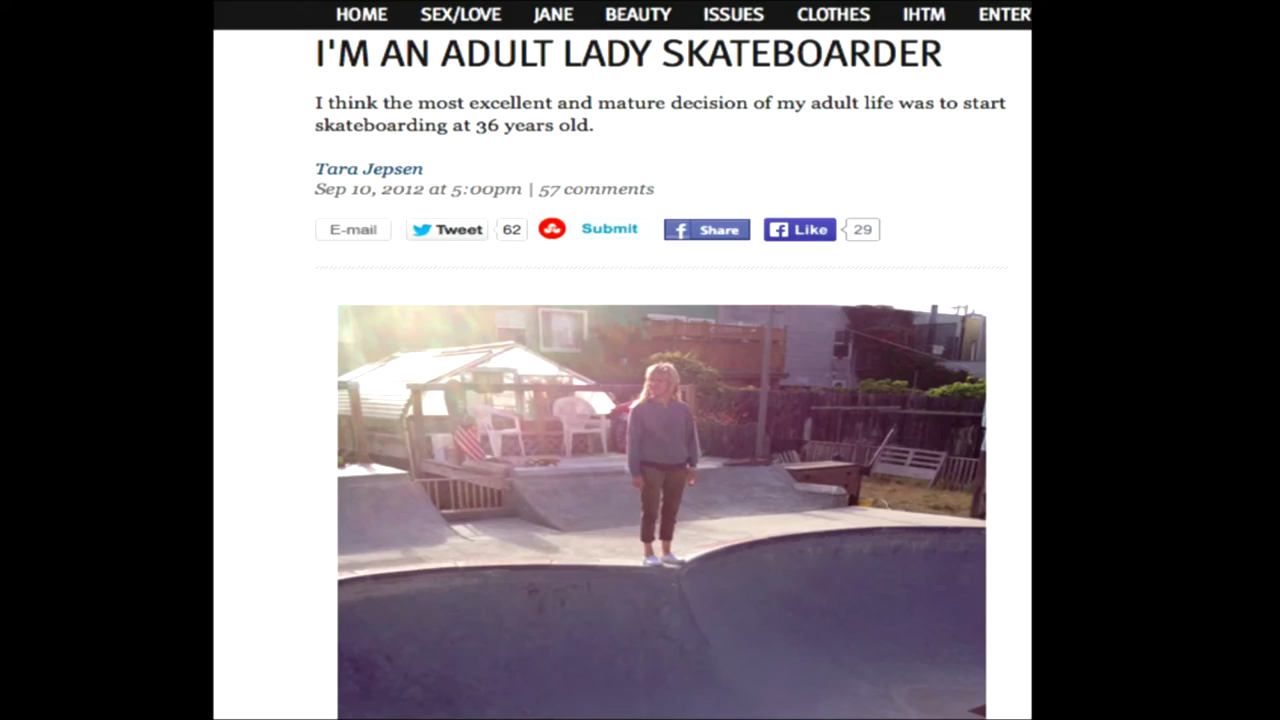 HOME SEX/LOVE JANE BEAUTY ISSUES CLOTHES IHTM ENTER
I'M AN ADULT LADY SKATEBOARDER
I think the most excellent and mature decision of my adult life was to start
skateboarding at 36 years old.
Tara Jepsen
Sep 10, 2012 at 5:00pm | 57 comments
E-mail Tweet 62 Submit f Share f Like 29